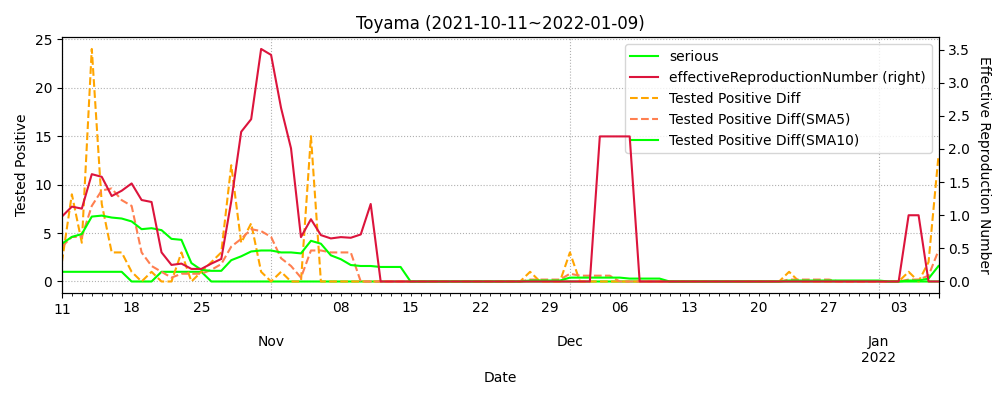 Toyama (2021-10-11~2022-01-09)
serious
effectiveReproductionNumber (right)
Tested Positive Diff
Tested Positive Diff(SMA5)
Tested Positive Diff(SMA10)
Tested Positive
25
20
15
10
5
0
Effective Reproduction Number
3.5
3.0
2.5
2.0
1.5
1.0
0.5
0.0
11 18 25 08 15 22 29 06 13 20 27 03
Nov Dec Jan
2022
Date